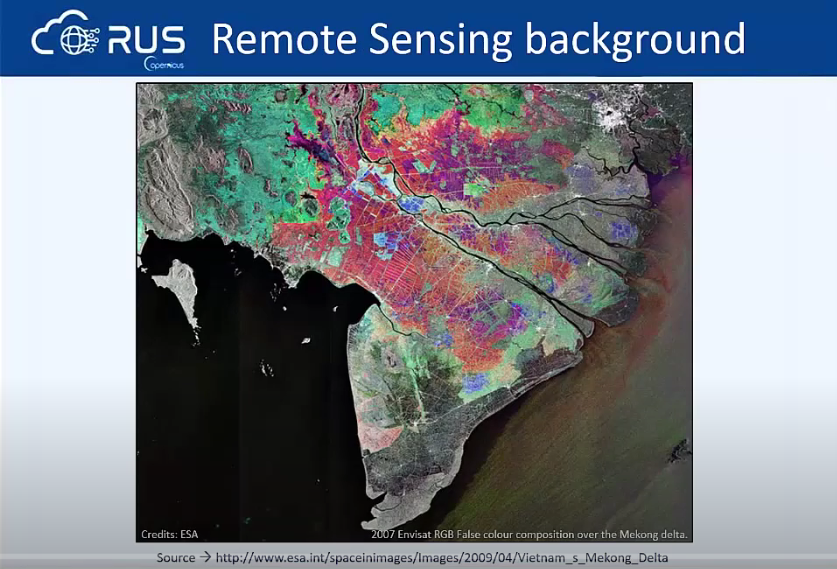 RUS
Copernicus
Remote Sensing background
Credits: ESA
2007 Envisat RGB False colour composition over the Mekong delta.
Source → http://www.esa.int/spaceinimages/Images/2009/04/Vietnam_s_Mekong_Delta